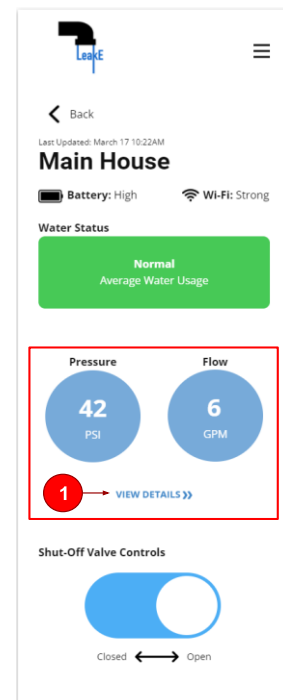 LeakE
Back
Last Updated: March 17 10:22AM
Main House
Battery: High Wi-Fi: Strong
Water Status
Normal
Average Water Usage
Pressure Flow
42 6
PSI GPM
1 VIEW DETAILS
Shut-Off Valve Controls
Closed Open